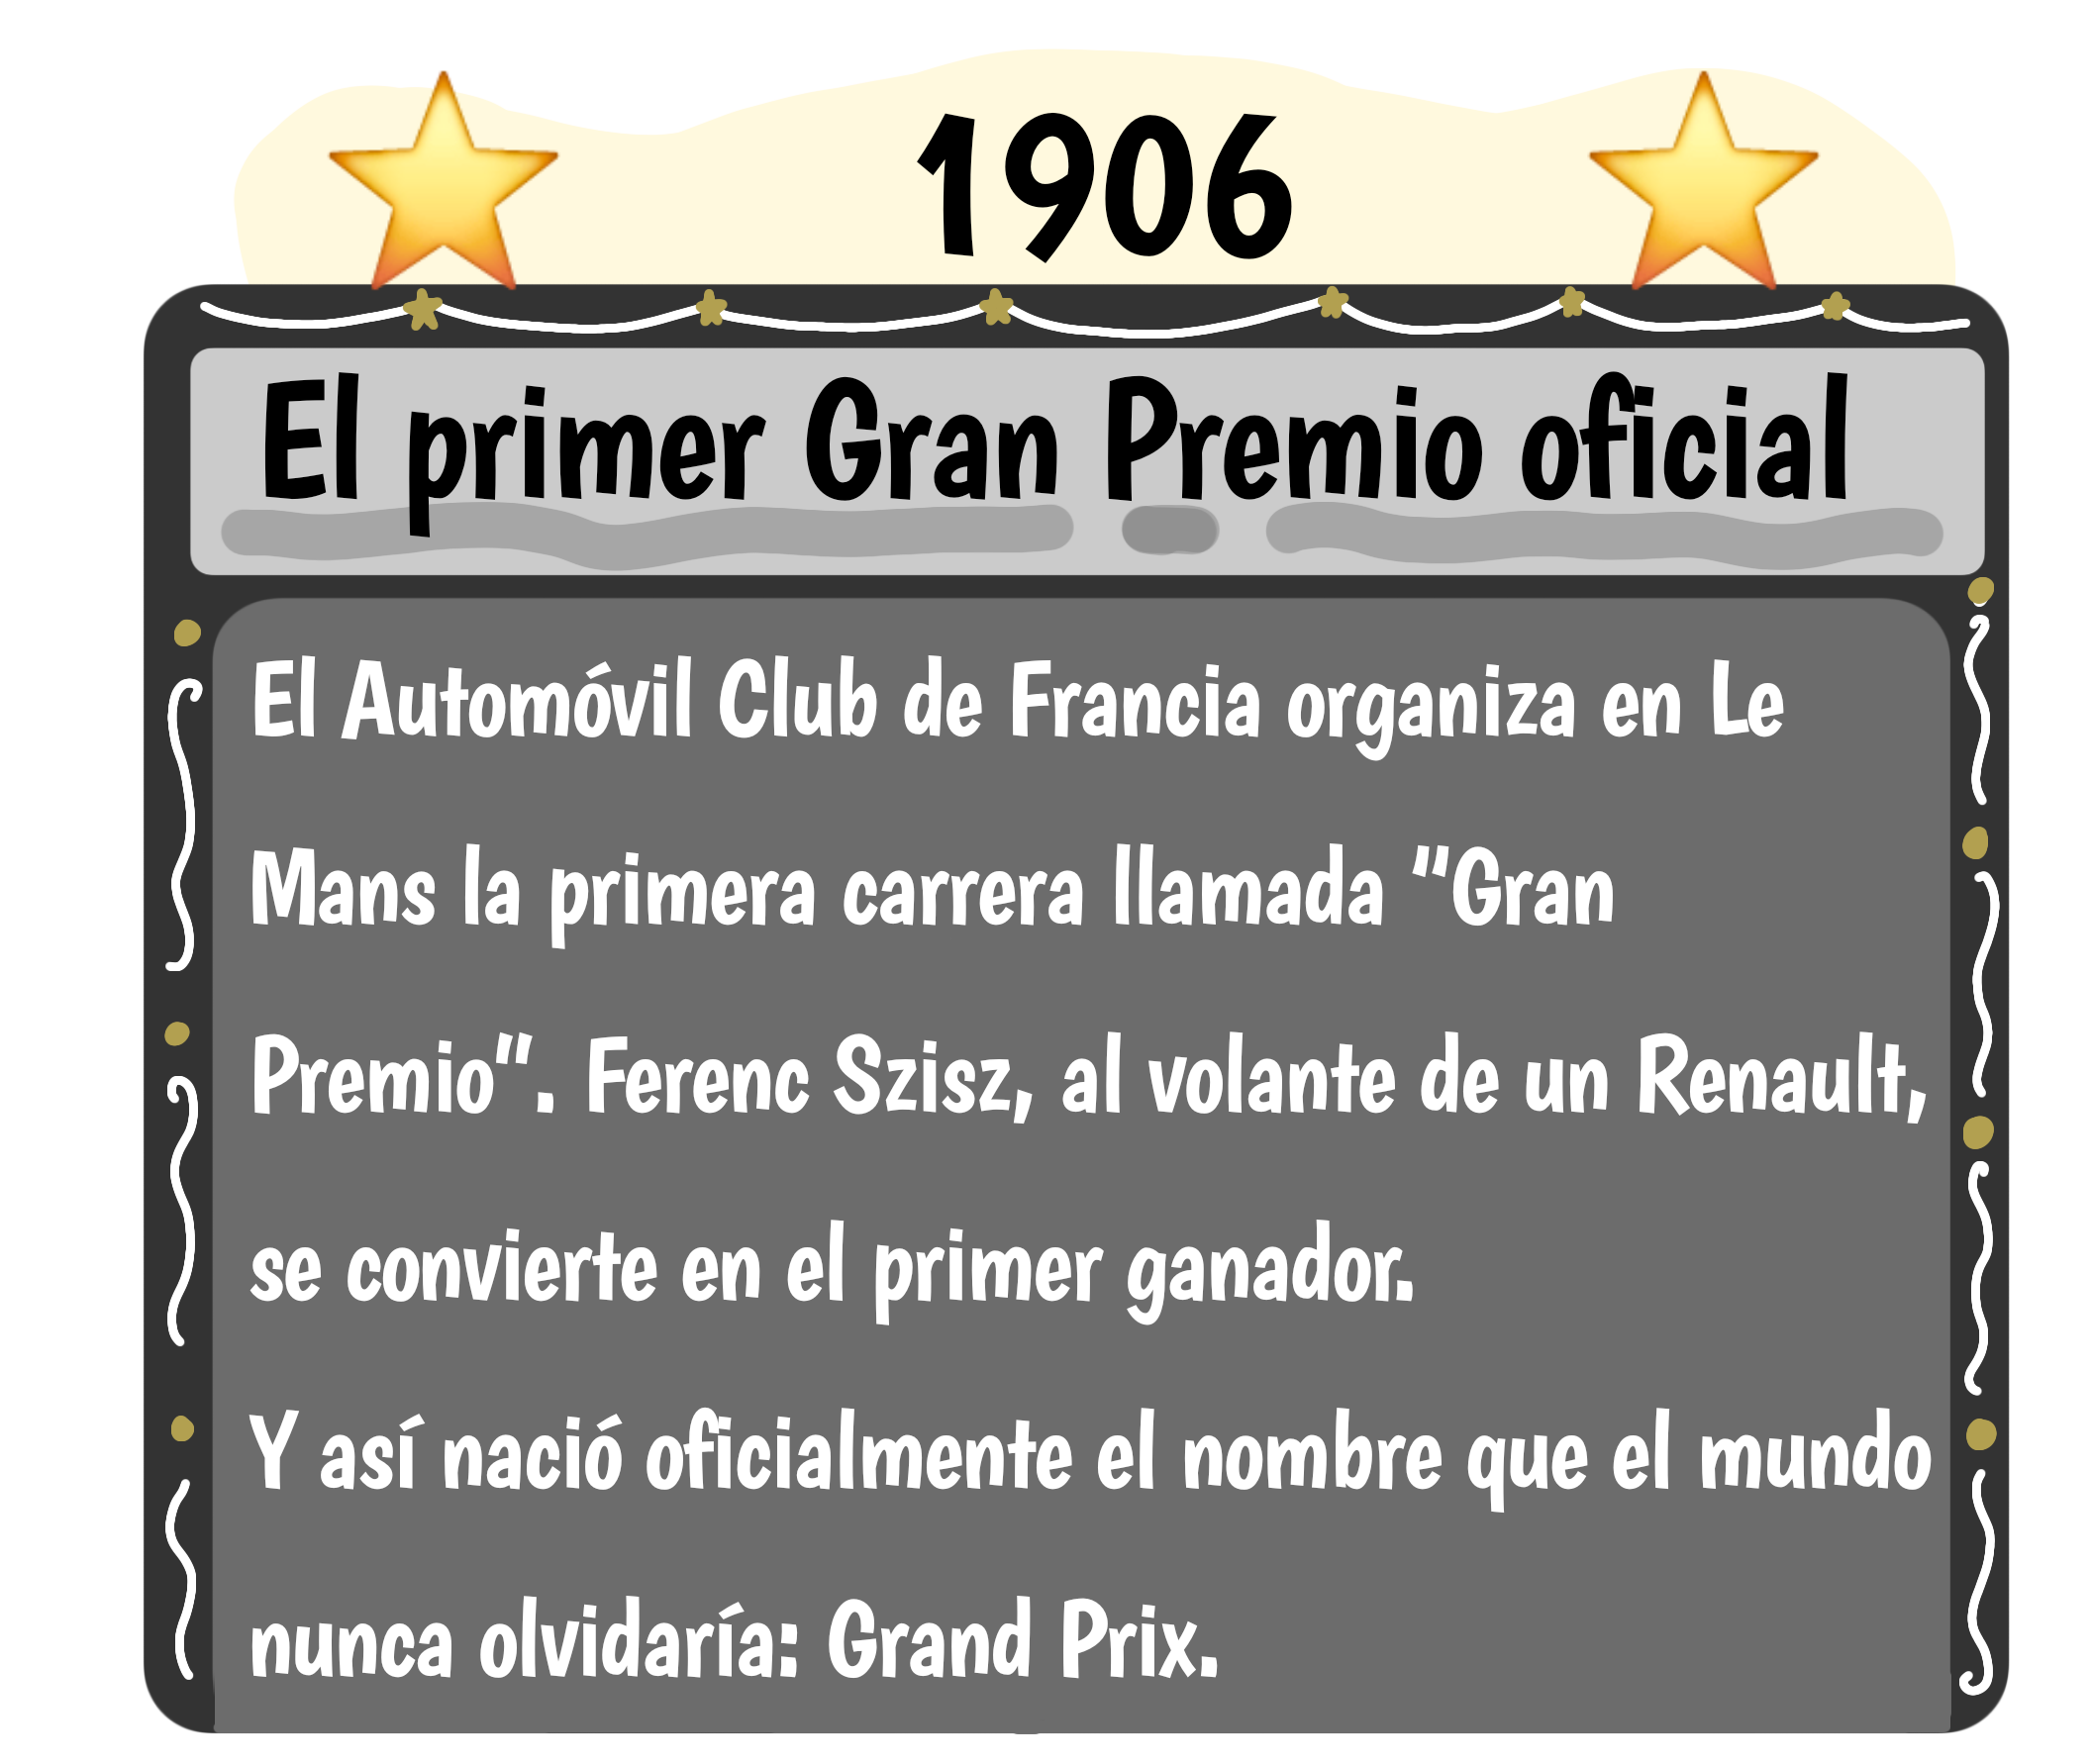 1906
El primer Gran Premio oficial
El Automóvil Club de Francia organiza en Le
Mans la primera carrera llamada "Gran
Premio". Ferenc Szisz, al volante de un Renault,
se convierte en el primer ganador.
Y así nació oficialmente el nombre que el mundo
nunca olvidaría: Grand Prix.